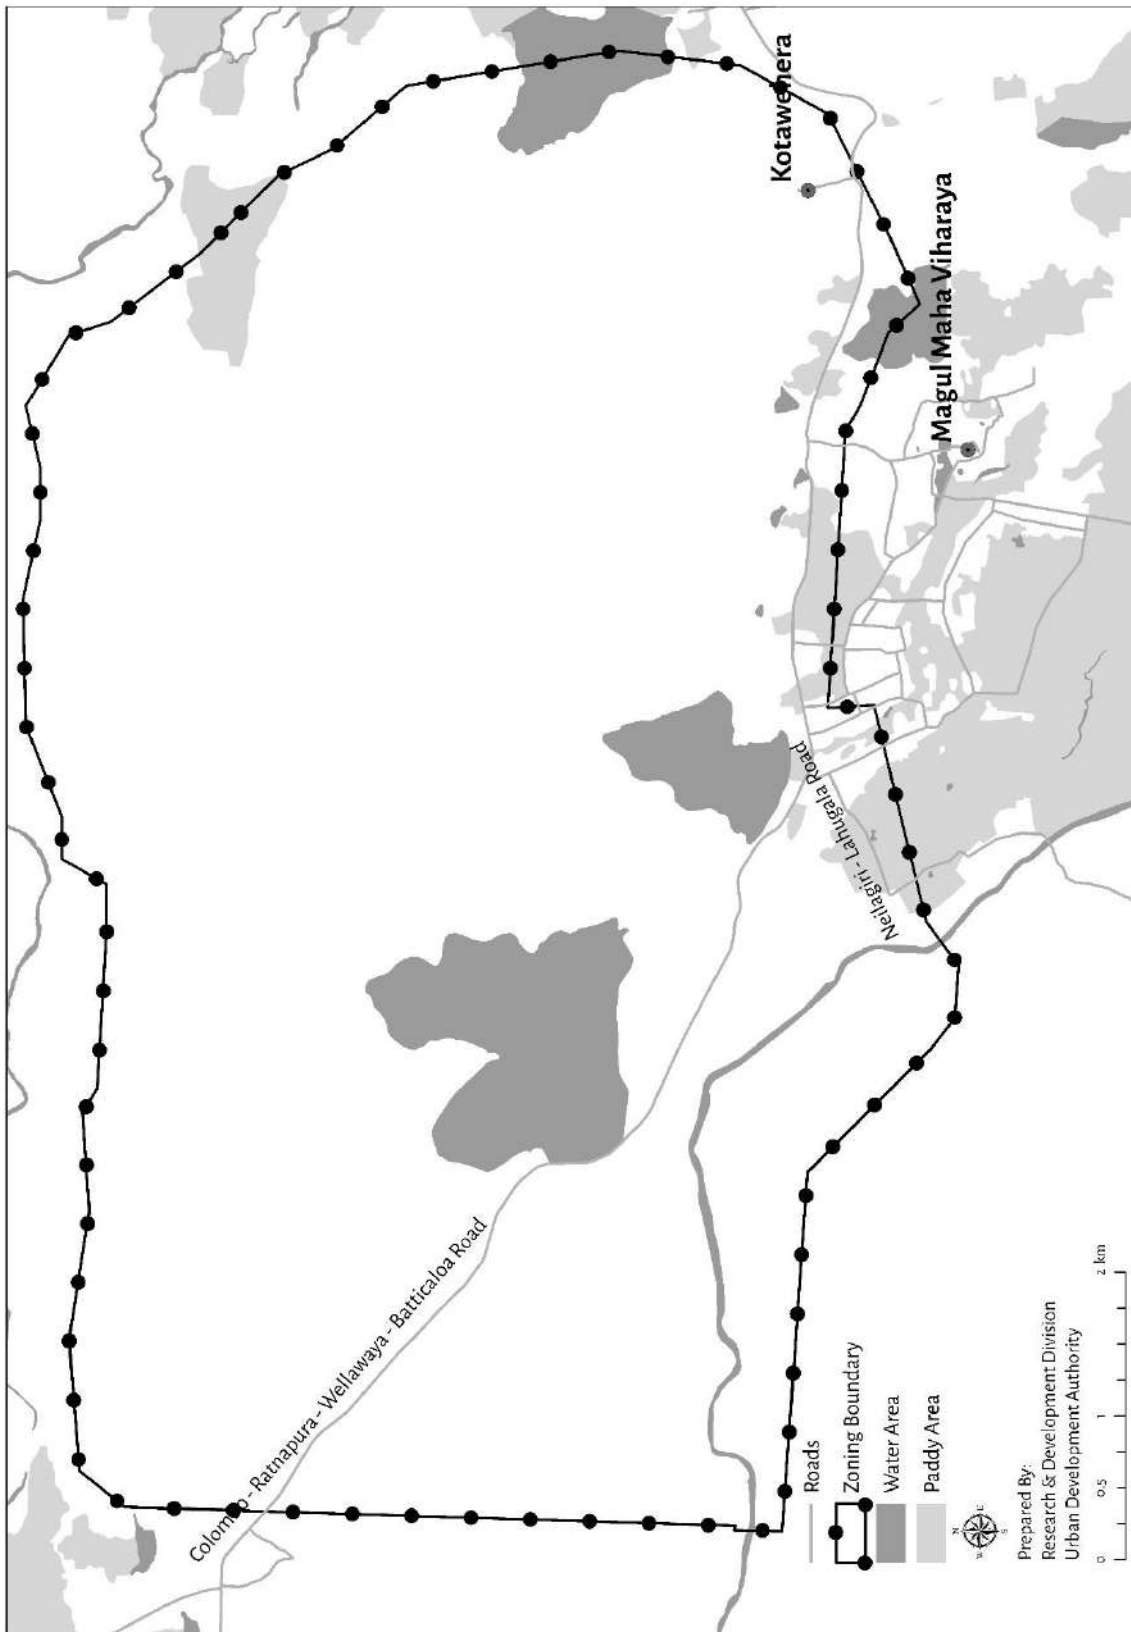 Kotawehera
Magul Maha Viharaya
Neilagiri - Lahugala Road
Colombo - Ratnapura - Wellawaya - Batticaloa Road
Roads
Zoning Boundary
Water Area
Paddy Area
N
W E
S
Prepared By:
Research & Development Division
Urban Development Authority
0 0.5 1 2 km